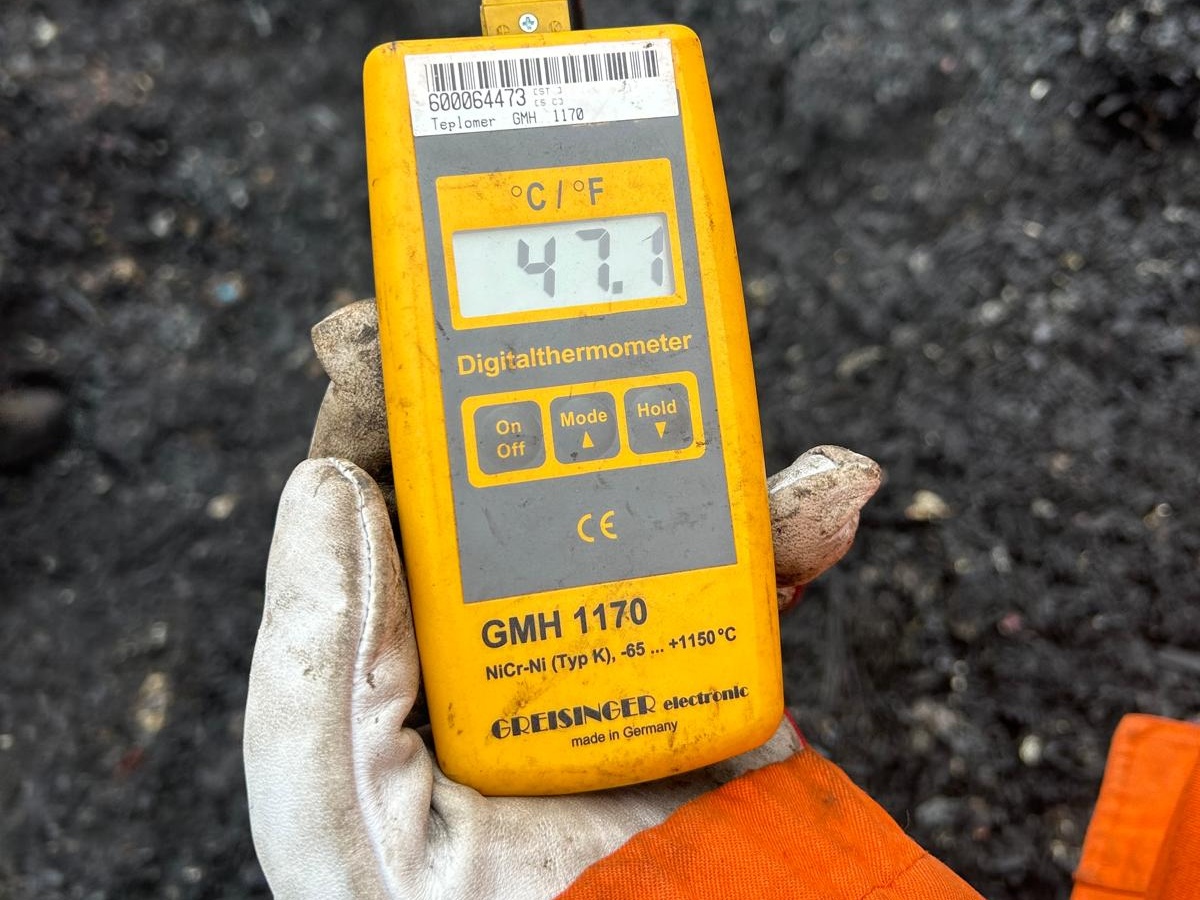 600064473
Teplomer GMH 1170
°C / °F
47.1
Digitalthermometer
On Off
Mode ▲
Hold ▼
CE
GMH 1170
NiCr-Ni (Typ K), -65 ... +1150°C
GREISINGER electronic
made in Germany